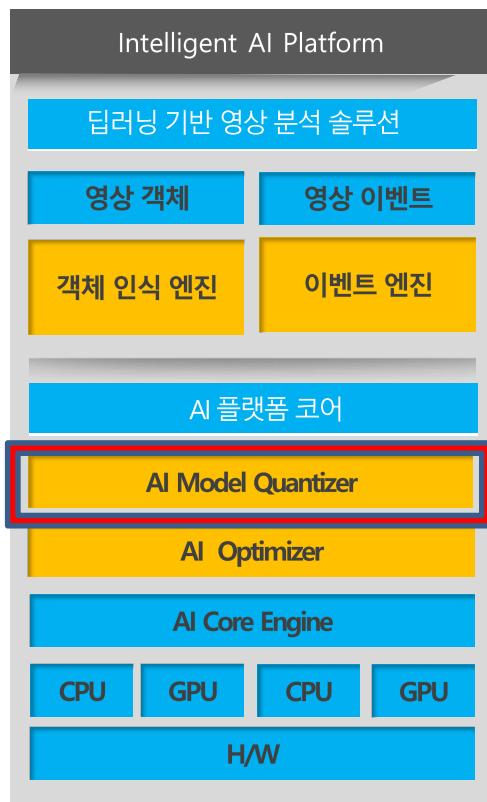 Intelligent AI Platform
딥러닝 기반 영상 분석 솔루션
영상 객체
영상 이벤트
객체 인식 엔진
이벤트 엔진
AI 플랫폼 코어
AI Model Quantizer
AI Optimizer
AI Core Engine
CPU
GPU
CPU
GPU
H/W